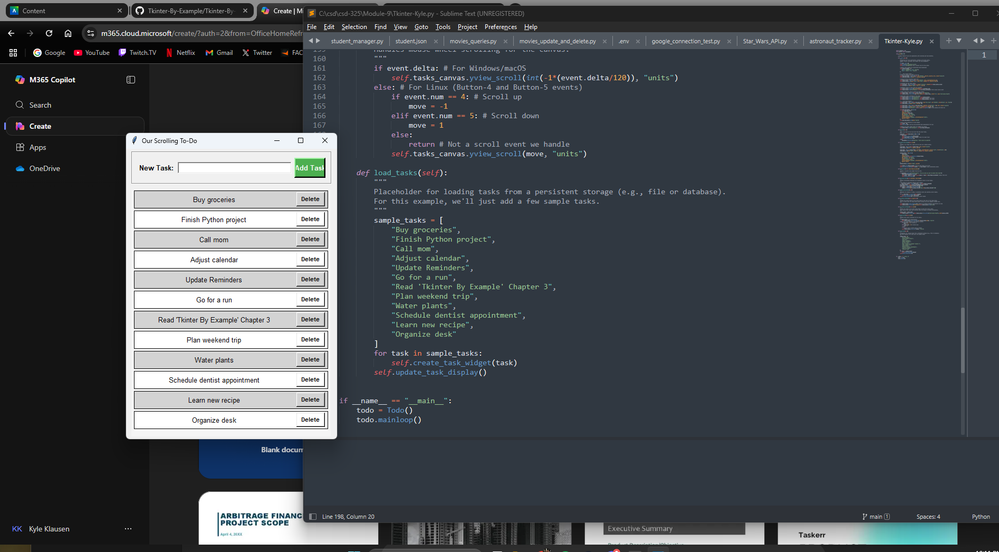 Content
Tkinter-By-Example/Tkinter-By-
Create | Mi
m365.cloud.microsoft/create/?auth=2&from=OfficeHomeRefr
Google
YouTube
Twitch.TV
Netflix
Gmail
Twitter
FAC
M365 Copilot
Search
Create
Apps
OneDrive
KK Kyle Klausen
Our Scrolling To-Do
New Task:
Add Task
Buy groceries Delete
Finish Python project Delete
Call mom Delete
Adjust calendar Delete
Update Reminders Delete
Go for a run Delete
Read 'Tkinter By Example' Chapter 3 Delete
Plan weekend trip Delete
Water plants Delete
Schedule dentist appointment Delete
Learn new recipe Delete
Organize desk Delete
Blank docum
ARBITRAGE FINANC
PROJECT SCOPE
April 4, 20XX
C:\csd\csd-325\Module-9\Tkinter-Kyle.py - Sublime Text (UNREGISTERED)
File Edit Selection Find View Goto Tools Project Preferences Help
student_manager.py student.json movies_queries.py movies_update_and_delete.py .env google_connection_test.py Star_Wars_API.py astronaut_tracker.py Tkinter-Kyle.py
1
159 Handles mouse wheel scrolling for the canvas.
160 """
161 if event.delta: # For Windows/macOS
162 self.tasks_canvas.yview_scroll(int(-1*(event.delta/120)), "units")
163 else: # For Linux (Button-4 and Button-5 events)
164 if event.num == 4: # Scroll up
165 move = -1
166 elif event.num == 5: # Scroll down
167 move = 1
else:
return # Not a scroll event we handle
self.tasks_canvas.yview_scroll(move, "units")
def load_tasks(self):
"""
Placeholder for loading tasks from a persistent storage (e.g., file or database).
For this example, we'll just add a few sample tasks.
"""
sample_tasks = [
"Buy groceries",
"Finish Python project",
"Call mom",
"Adjust calendar",
"Update Reminders",
"Go for a run",
"Read 'Tkinter By Example' Chapter 3",
"Plan weekend trip",
"Water plants",
"Schedule dentist appointment",
"Learn new recipe",
"Organize desk"
]
for task in sample_tasks:
self.create_task_widget(task)
self.update_task_display()
if __name__ == "__main__":
todo = Todo()
todo.mainloop()
Line 198, Column 20
main 1
Spaces: 4
Python
Executive Summary
Taskerr